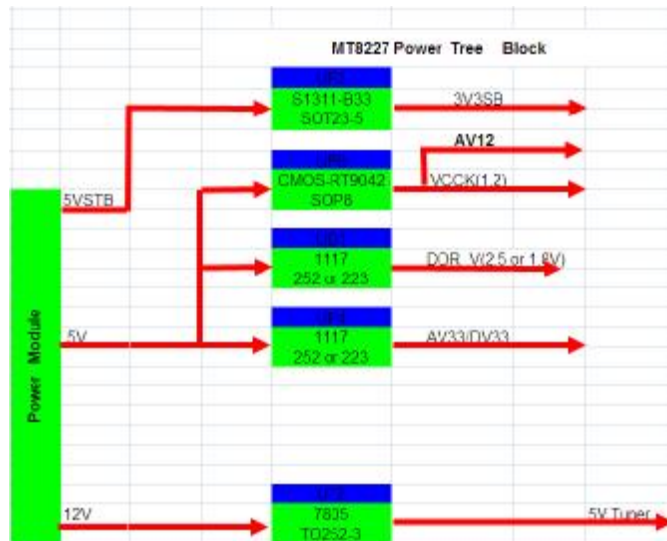 MT8227 Power Tree Block
S1311-B33
SOT23-5
3V3SB
AV12
CMOS-RT9042
SOP8
VCCK(1.2)
5VSTB
1117
252 or 223
DDR_V(2.5 or 1.8V)
5V
1117
252 or 223
AV33/DV33
Power Module
12V
7805
TO252-3
5V Tuner